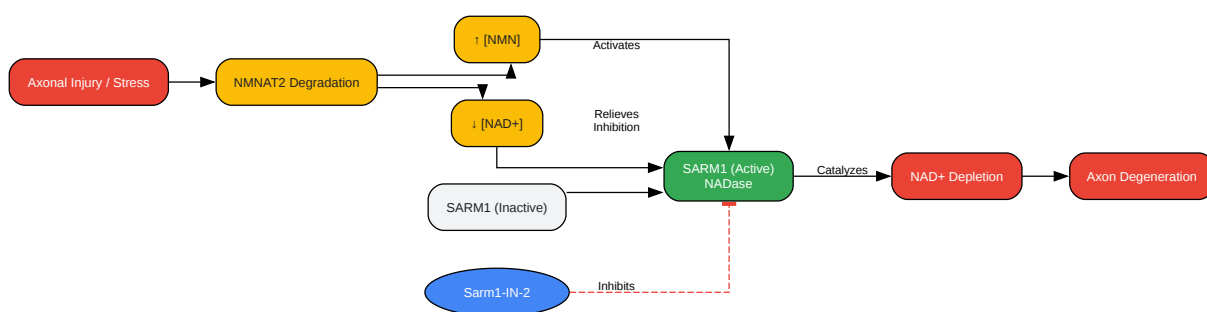 Axonal Injury / Stress
NMNAT2 Degradation
↑ [NMN]
Activates
↓ [NAD+]
Relieves
Inhibition
SARM1 (Inactive)
SARM1 (Active)
NADase
Catalyzes
NAD+ Depletion
Axon Degeneration
Sarm1-IN-2
Inhibits